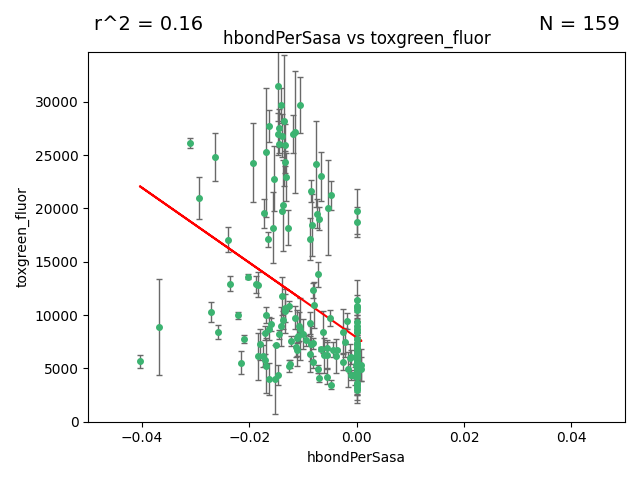 r^2 = 0.16
N = 159
hbondPerSasa vs toxgreen_fluor
30000
25000
20000
15000
10000
5000
0
toxgreen_fluor
−0.04
−0.02
0.00
0.02
0.04
hbondPerSasa